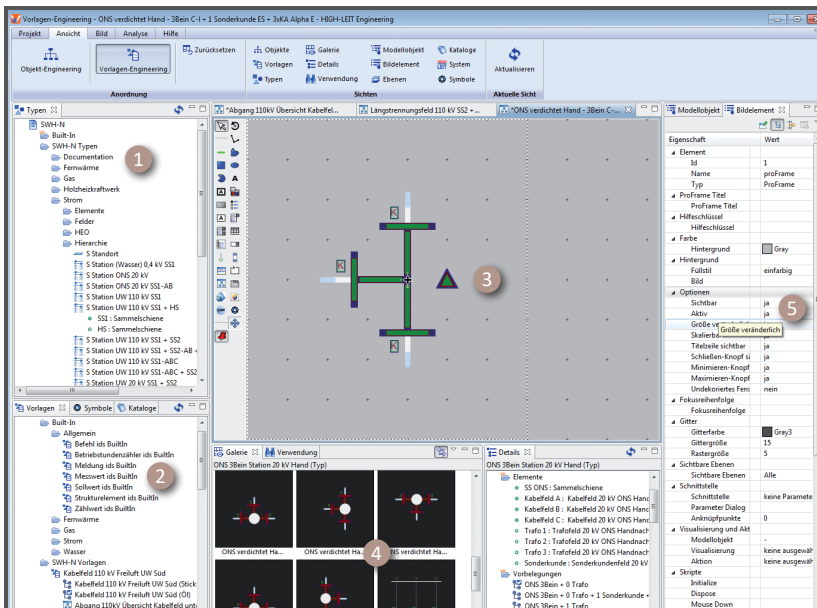 Vorlagen-Engineering - ONS verdichtet Hand - 3Bein C-I + 1 Sonderkunde ES + 3xKA Alpha E - HIGH-LEIT Engineering
Projekt Ansicht Bild Analyse Hilfe
Objekt-Engineering
Vorlagen-Engineering
Zurücksetzen
Anordnung
Objekte Galerie Modellobjekt Kataloge
Vorlagen Details Bildelement System
Typen Verwendung Ebenen Symbole
Sichten
Aktualisieren
Aktuelle Sicht
Typen
SWH-N
Built-In
SWH-N Typen
Documentation
Fernwärme
Gas
Holzheizkraftwerk
Strom
Elemente
Felder
HEO
Hierarchie
S Standort
S Station (Wasser) 0,4 kV SS1
S Station ONS 20 kV
S Station ONS 20 kV SS1-AB
S Station UW 110 kV SS1
S Station UW 110 kV SS1 + HS
SS1 : Sammelschiene
HS : Sammelschiene
S Station UW 110 kV SS1 + SS2
S Station UW 110 kV SS1 + SS2-AB +
S Station UW 110 kV SS1-ABC
S Station UW 110 kV SS1-ABC + SS2
S Station UW 20 kV SS1 + SS2
1
Vorlagen Symbole Kataloge
Built-In
Allgemein
Befehl ids BuiltIn
Betriebstundenzähler ids BuiltIn
Meldung ids BuiltIn
Messwert ids BuiltIn
Sollwert ids BuiltIn
Strukturelement ids BuiltIn
Zählwert ids BuiltIn
Fernwärme
Gas
Strom
Wasser
SWH-N Vorlagen
Kabelfeld 110 kV Freiluft UW Süd
Kabelfeld 110 kV Freiluft UW Süd (Stick
Kabelfeld 110 kV Freiluft UW Süd (Öl)
Abgang 110kV Übersicht Kabelfeld unt
2
*Abgang 110kV Übersicht Kabelfel...
Längstrennungsfeld 110 kV SS2 +...
*ONS verdichtet Hand - 3Bein C-...
K
K
K
3
Galerie Verwendung
ONS 3Bein Station 20 kV Hand (Typ)
ONS verdichtet Ha... ONS verdichtet Ha... ONS verdichtet Ha...
4
Details
ONS 3Bein Station 20 kV Hand (Typ)
Elemente
SS ONS : Sammelschiene
Kabelfeld A : Kabelfeld 20 kV ONS Hand
Kabelfeld B : Kabelfeld 20 kV ONS Hand
Kabelfeld C : Kabelfeld 20 kV ONS Hand
Trafo 1 : Trafofeld 20 kV ONS Handnach
Trafo 2 : Trafofeld 20 kV ONS Handnach
Trafo 3 : Trafofeld 20 kV ONS Handnach
Sonderkunde : Sonderkundenfeld 20 kV
Vorbelegungen
ONS 3Bein + 0 Trafo
ONS 3Bein + 0 Trafo + 1 Sonderkunde +
ONS 3Bein + 1 Trafo
Modellobjekt Bildelement
Eigenschaft Wert
Element
Id 1
Name proFrame
Typ ProFrame
ProFrame Titel
ProFrame Titel
Hilfeschlüssel
Hilfeschlüssel
Farbe
Hintergrund Gray
Hintergrund
Füllstil einfarbig
Bild
Optionen
Sichtbar ja
Aktiv ja
Größe veränderlich
Skalierba
Titelzeile sichtbar ja
Schließen-Knopf si ja
Minimieren-Knopf ja
Maximieren-Knopf ja
Undekoriertes Fens nein
5
Fokusreihenfolge
Fokusreihenfolge
Gitter
Gitterfarbe Gray3
Gittergröße 15
Rastergröße 5
Sichtbare Ebenen
Sichtbare Ebenen Alle
Schnittstelle
Schnittstelle keine Paramete
Parameter Dialog
Anknüpfpunkte 0
Visualisierung und Akt
Modellobjekt -
Visualisierung keine ausgewäh
Aktion keine ausgewäh
Skripte
Initialize
Dispose
Mouse Down